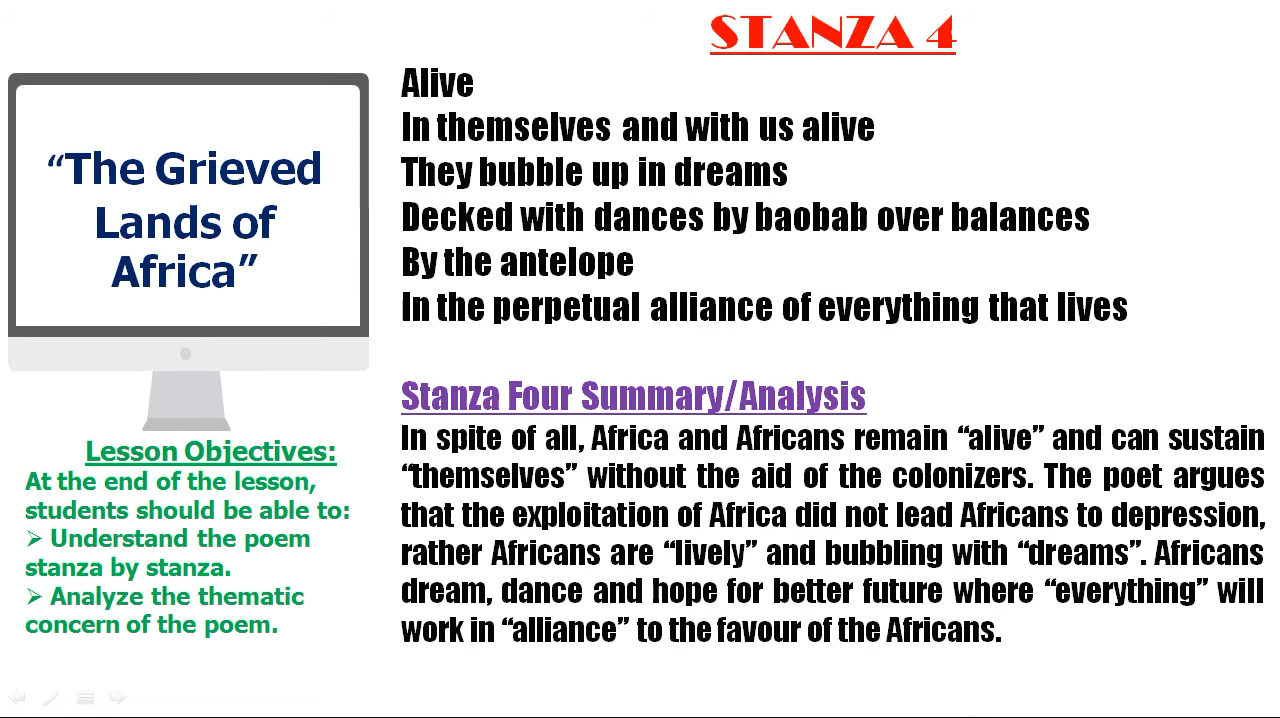 STANZA 4
Alive
In themselves and with us alive
They bubble up in dreams
Decked with dances by baobab over balances
By the antelope
In the perpetual alliance of everything that lives
“The Grieved
Lands of
Africa”
Stanza Four Summary/Analysis
In spite of all, Africa and Africans remain “alive” and can sustain
“themselves” without the aid of the colonizers. The poet argues
that the exploitation of Africa did not lead Africans to depression,
rather Africans are “lively” and bubbling with “dreams”. Africans
dream, dance and hope for better future where “everything” will
work in “alliance” to the favour of the Africans.
Lesson Objectives:
At the end of the lesson,
students should be able to:
➢ Understand the poem
stanza by stanza.
➢ Analyze the thematic
concern of the poem.